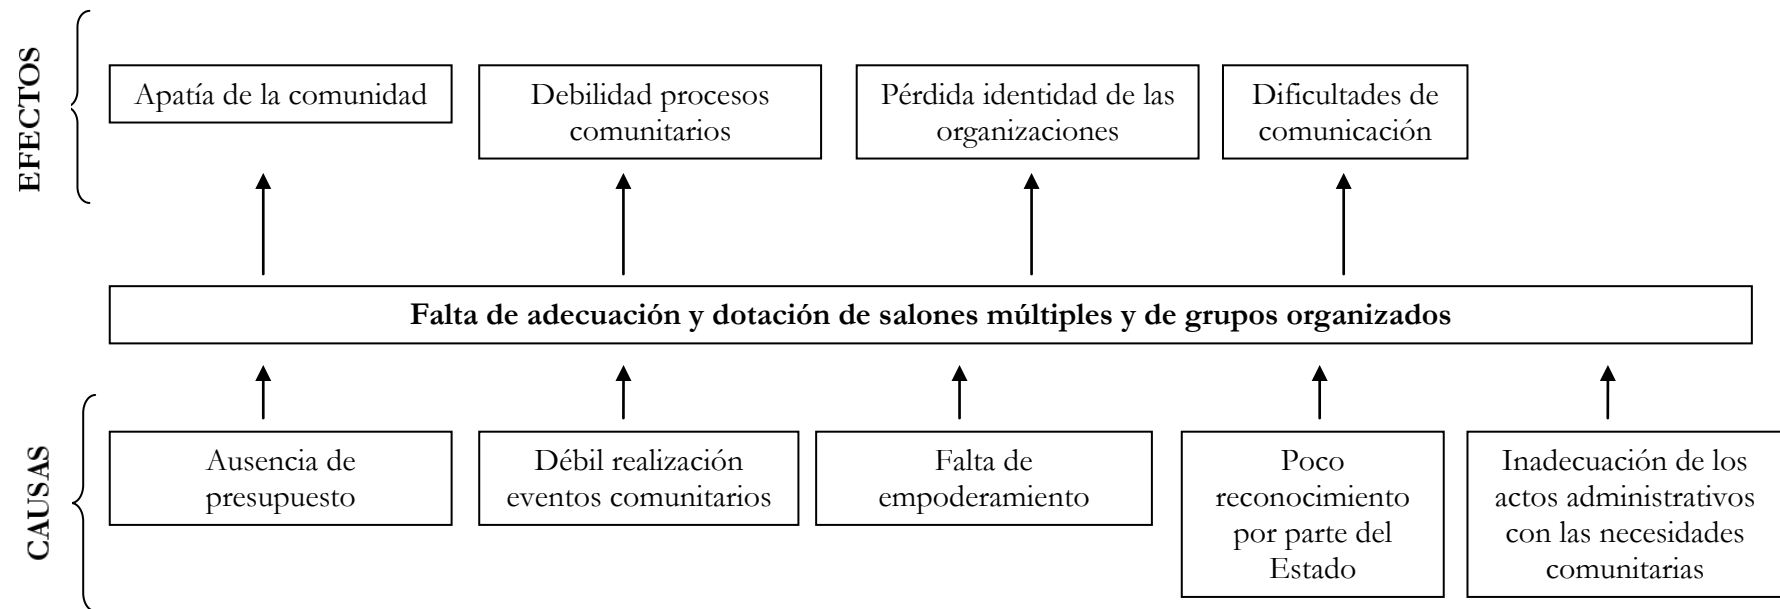 EFECTOS
Apatía de la comunidad
Debilidad procesos
comunitarios
Pérdida identidad de las
organizaciones
Dificultades de
comunicación
Falta de adecuación y dotación de salones múltiples y de grupos organizados
CAUSAS
Ausencia de
presupuesto
Débil realización
eventos comunitarios
Falta de
empoderamiento
Poco
reconocimiento
por parte del
Estado
Inadecuación de los
actos administrativos
con las necesidades
comunitarias